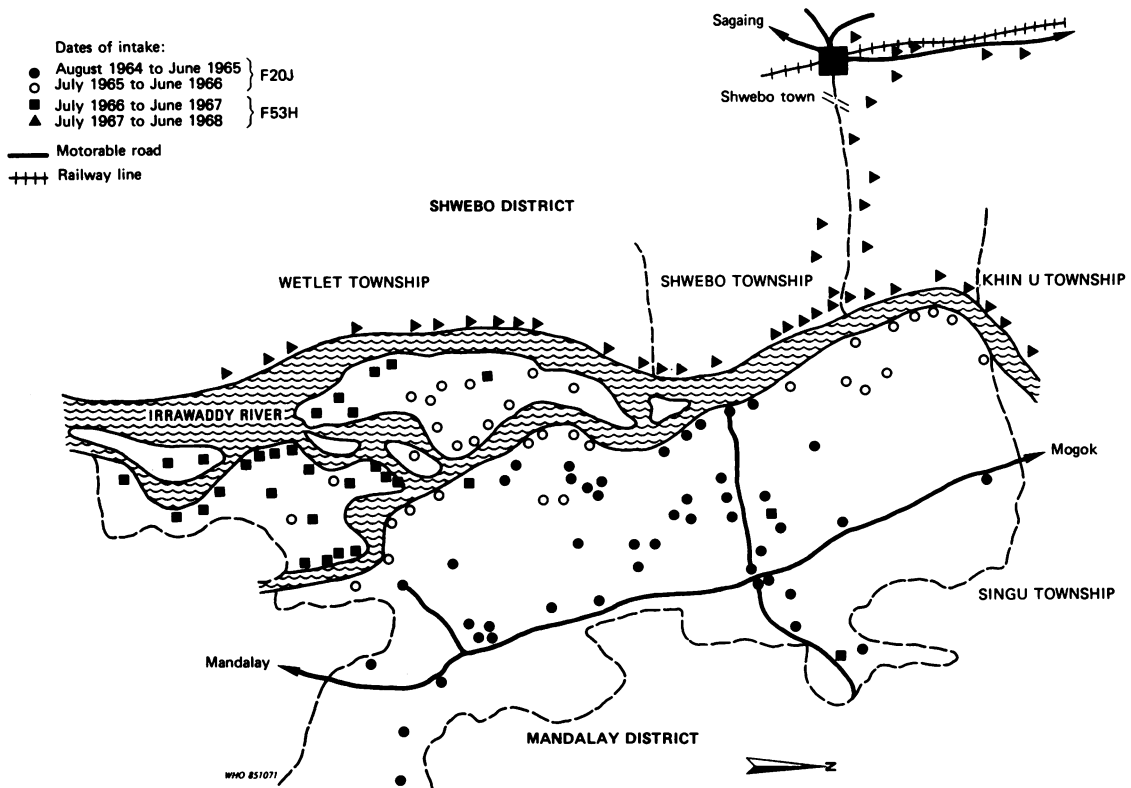 Dates of intake:
August 1964 to June 1965
July 1965 to June 1966
F20J
July 1966 to June 1967
July 1967 to June 1968
F53H
Motorable road
Railway line
Sagaing
Shwebo town
SHWEBO DISTRICT
WETLET TOWNSHIP
SHWEBO TOWNSHIP
KHIN U TOWNSHIP
IRRAWADDY RIVER
Mogok
SINGU TOWNSHIP
Mandalay
MANDALAY DISTRICT
WHO 851071
N